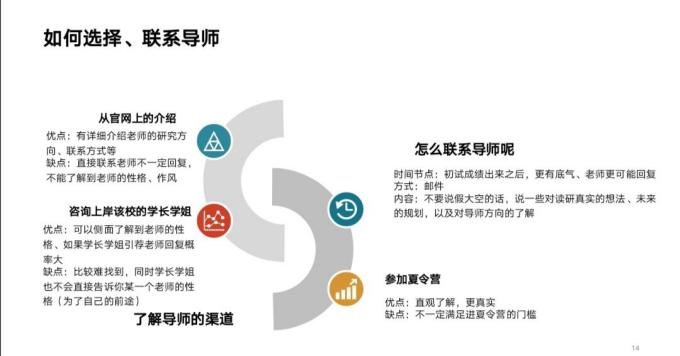 如何选择、联系导师
从官网上的介绍
优点：有详细介绍老师的研究方
向、联系方式等
缺点：直接联系老师不一定回复，
不能了解到老师的性格、作风
咨询上岸该校的学长学姐
优点：可以侧面了解到老师的性
格、如果学长学姐引荐老师回复概
率大
缺点：比较难找到，同时学长学姐
也不会直接告诉你某一个老师的性
格（为了自己的前途）
了解导师的渠道
怎么联系导师呢
时间节点：初试成绩出来之后，更有底气、老师更可能回复
方式：邮件
内容：不要说假大空的话，说一些对读研真实的想法、未来
的规划，以及对导师方向的了解
参加夏令营
优点：直观了解，更真实
缺点：不一定满足进夏令营的门槛
14